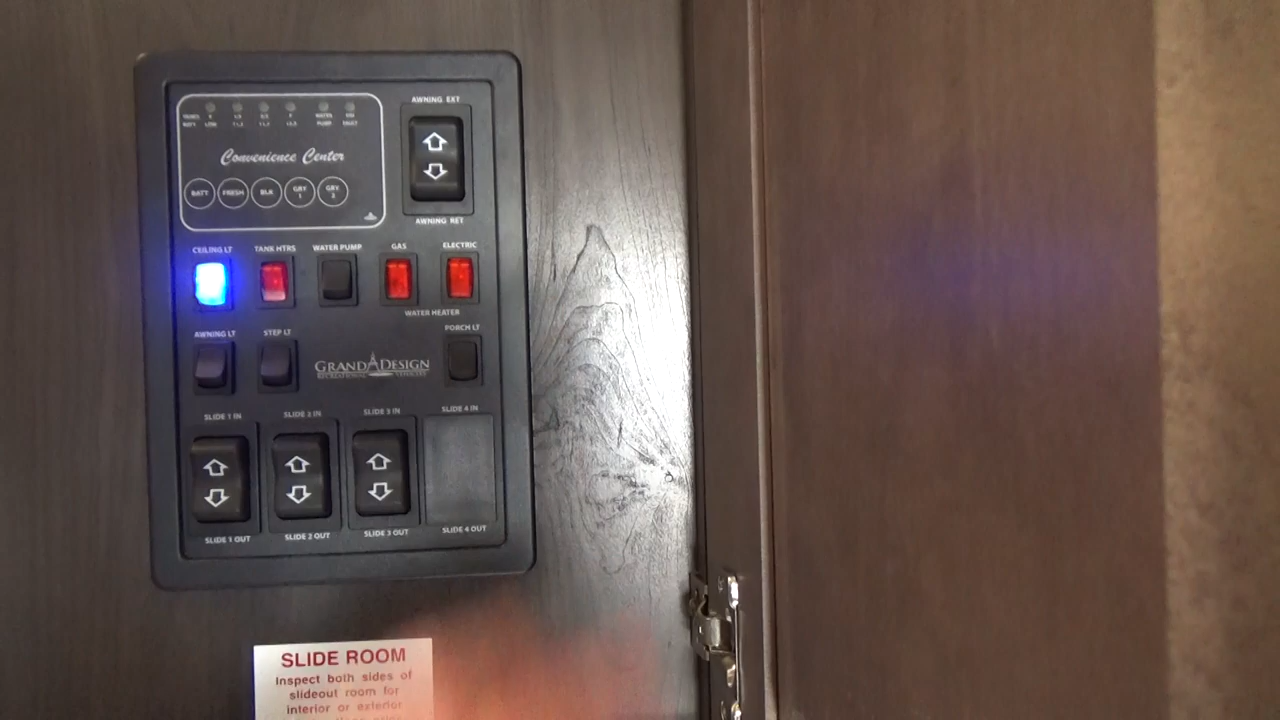 AWNING EXT
Convenience Center
BATT FRESH BLK GRY 1 GRY 2
AWNING RET
CEILING LT TANK HTRS WATER PUMP GAS ELECTRIC
WATER HEATER
AWNING LT STEP LT PORCH LT
GRAND DESIGN
RECREATIONAL VEHICLES
SLIDE 1 IN SLIDE 2 IN SLIDE 3 IN SLIDE 4 IN
SLIDE 1 OUT SLIDE 2 OUT SLIDE 3 OUT SLIDE 4 OUT
SLIDE ROOM
Inspect both sides of
slideout room for
interior or exterior